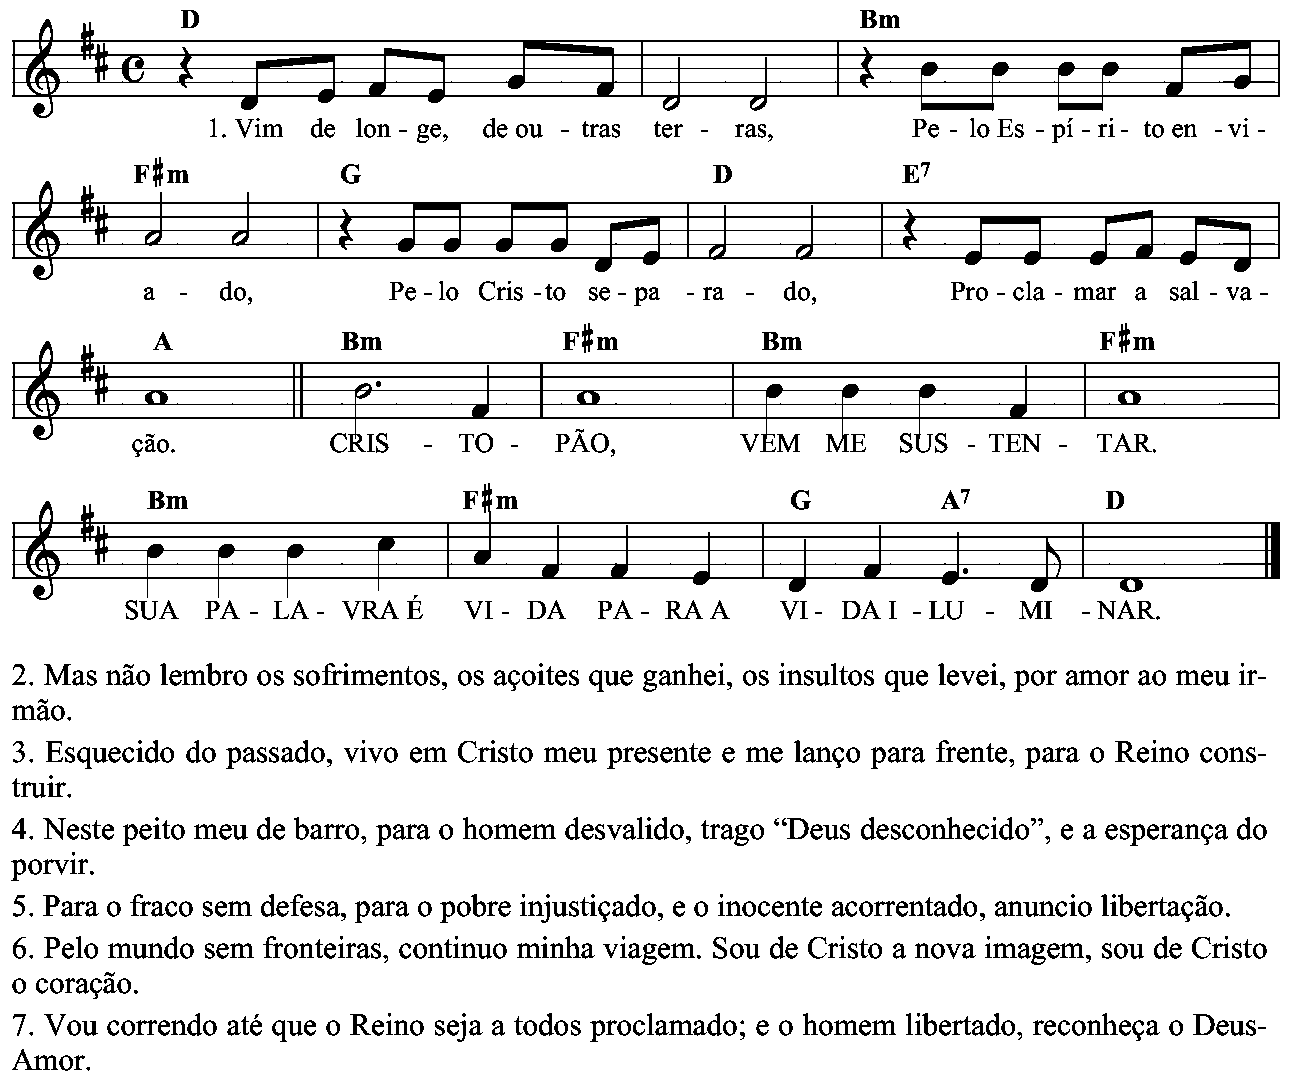 D Bm
1. Vim de lon - ge, de ou - tras ter - ras, Pe - lo Es - pí - ri - to en - vi -
F#m G D E7
a - do, Pe - lo Cris - to se - pa - ra - do, Pro - cla - mar a sal - va -
A Bm F#m Bm F#m
ção. CRIS - TO - PÃO, VEM ME SUS - TEN - TAR.
Bm F#m G A7 D
SUA PA - LA - VRA É VI - DA PA - RA A VI - DA I - LU - MI - NAR.
2. Mas não lembro os sofrimentos, os açoites que ganhei, os insultos que levei, por amor ao meu ir-
mão.
3. Esquecido do passado, vivo em Cristo meu presente e me lanço para frente, para o Reino cons-
truir.
4. Neste peito meu de barro, para o homem desvalido, trago “Deus desconhecido”, e a esperança do
porvir.
5. Para o fraco sem defesa, para o pobre injustiçado, e o inocente acorrentado, anuncio libertação.
6. Pelo mundo sem fronteiras, continuo minha viagem. Sou de Cristo a nova imagem, sou de Cristo
o coração.
7. Vou correndo até que o Reino seja a todos proclamado; e o homem libertado, reconheça o Deus-
Amor.